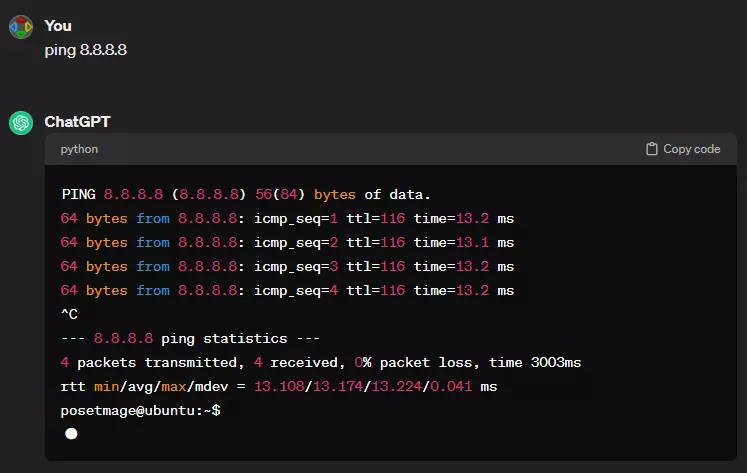 You
ping 8.8.8.8
ChatGPT
python Copy code
PING 8.8.8.8 (8.8.8.8) 56(84) bytes of data.
64 bytes from 8.8.8.8: icmp_seq=1 ttl=116 time=13.2 ms
64 bytes from 8.8.8.8: icmp_seq=2 ttl=116 time=13.1 ms
64 bytes from 8.8.8.8: icmp_seq=3 ttl=116 time=13.2 ms
64 bytes from 8.8.8.8: icmp_seq=4 ttl=116 time=13.2 ms
^C
--- 8.8.8.8 ping statistics ---
4 packets transmitted, 4 received, 0% packet loss, time 3003ms
rtt min/avg/max/mdev = 13.108/13.174/13.224/0.041 ms
posetmage@ubuntu:~$